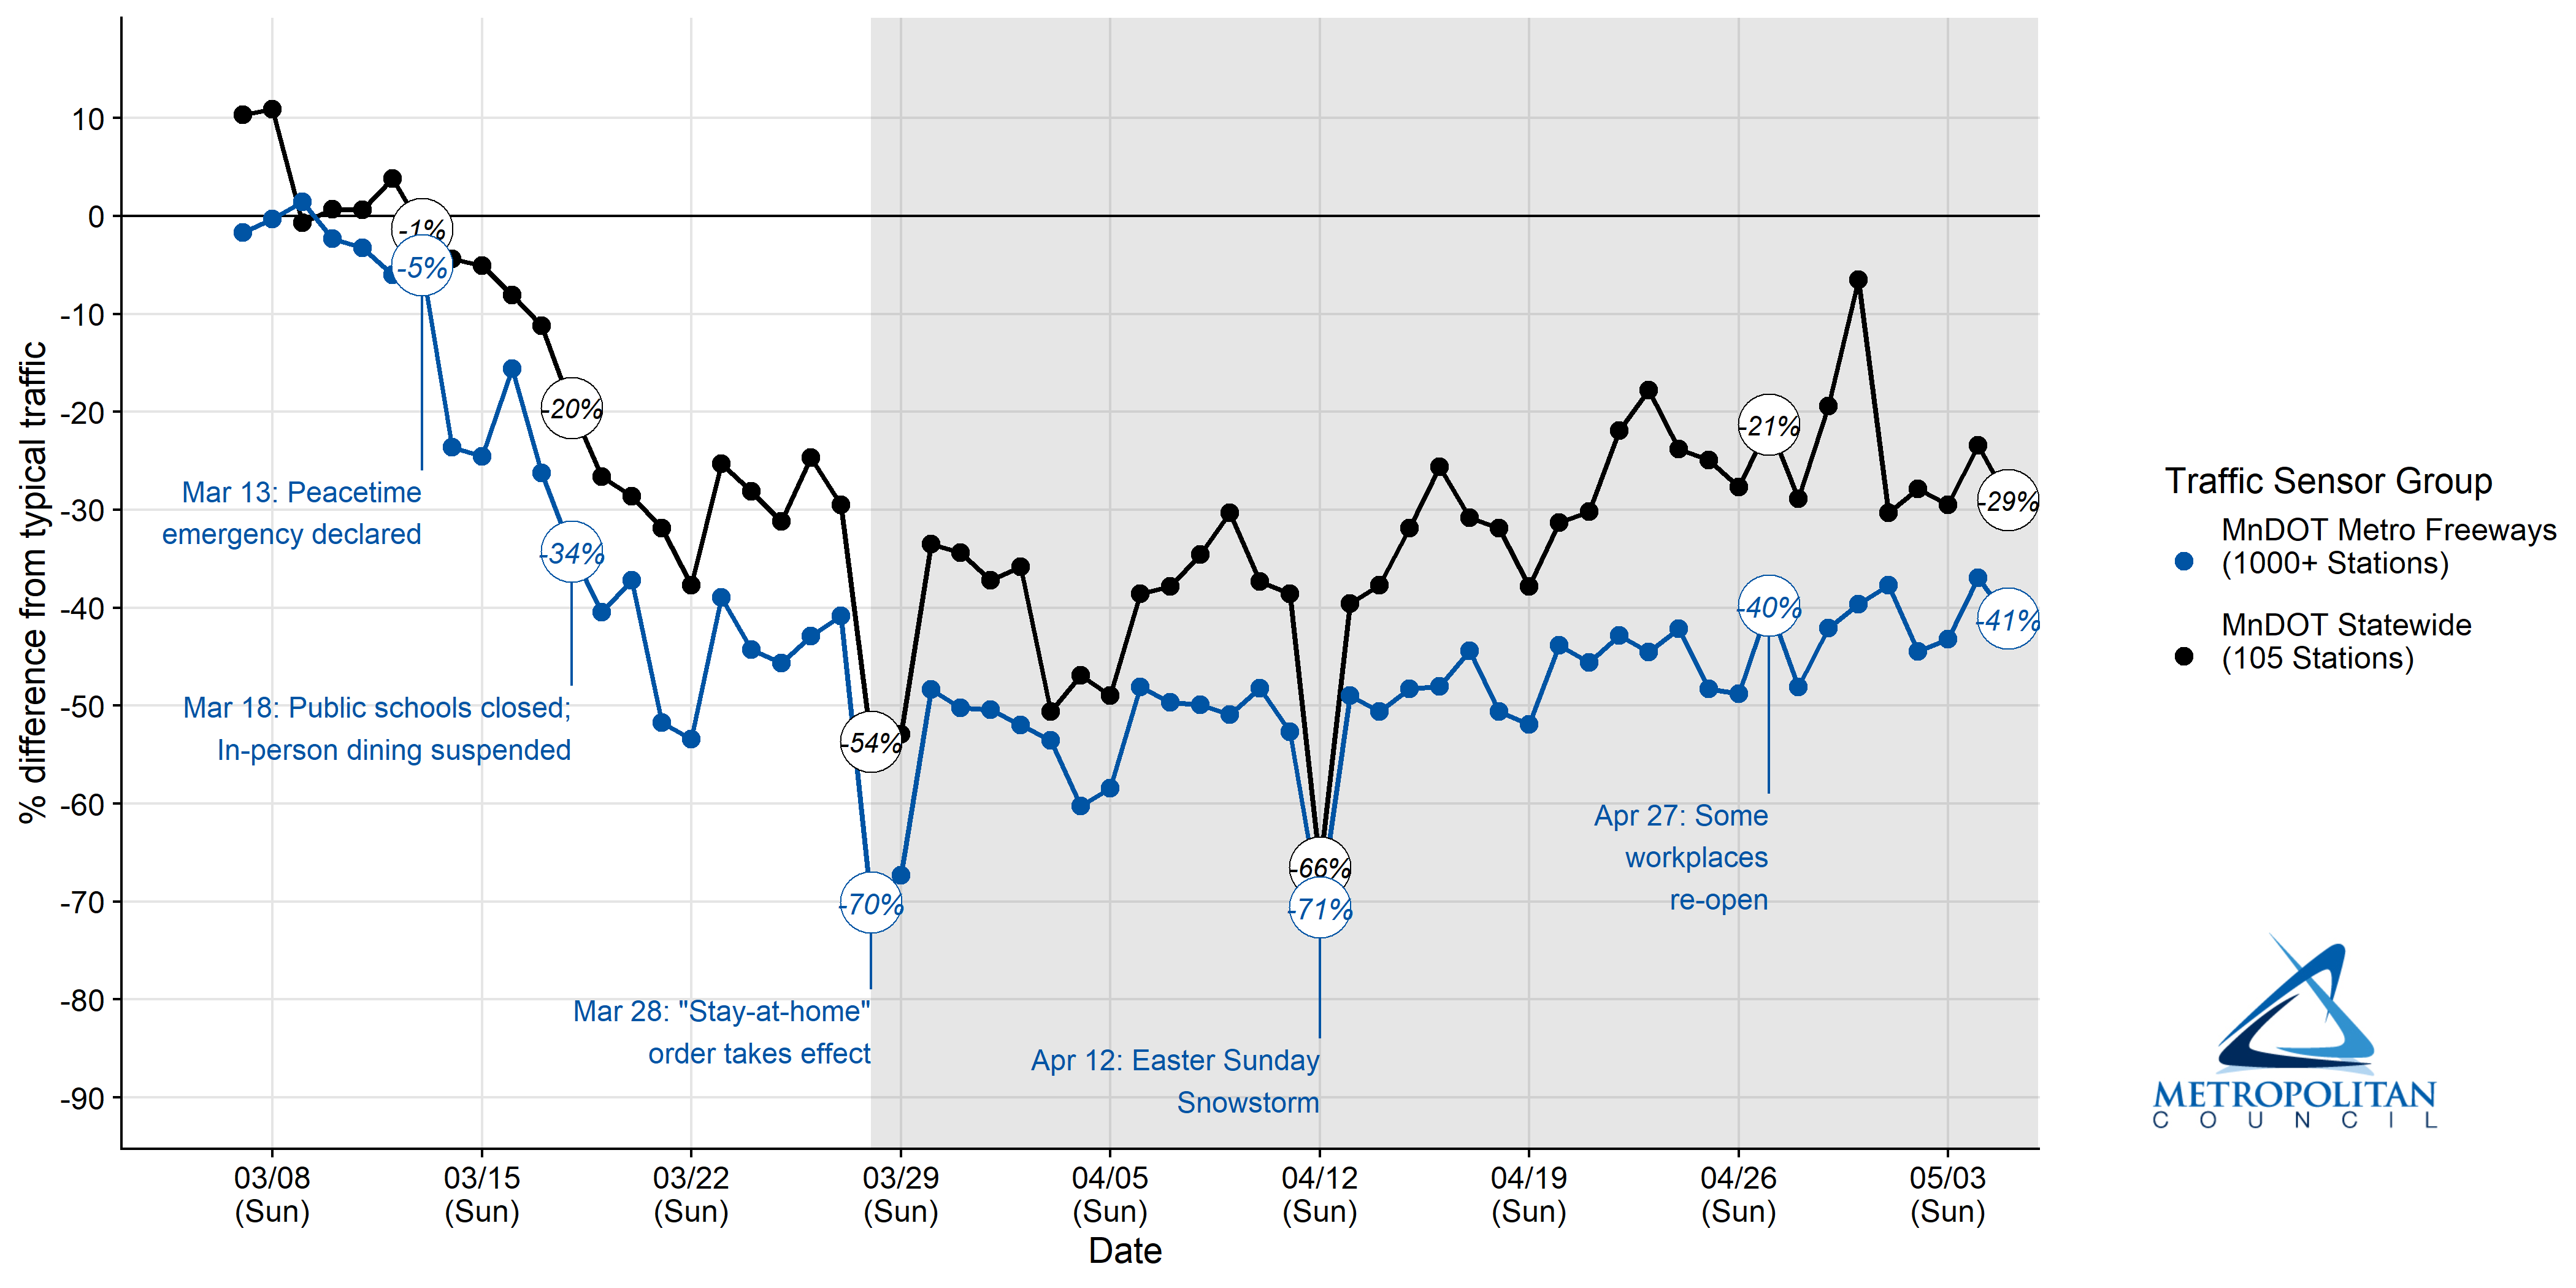 % difference from typical traffic
10
0
-10
-20
-30
-40
-50
-60
-70
-80
-90
-1%
-5%
-20%
-34%
-54%
-70%
-66%
-71%
-21%
-40%
-29%
-41%
Mar 13: Peacetime
emergency declared
Mar 18: Public schools closed;
In-person dining suspended
Mar 28: "Stay-at-home"
order takes effect
Apr 12: Easter Sunday
Snowstorm
Apr 27: Some
workplaces
re-open
03/08
(Sun)
03/15
(Sun)
03/22
(Sun)
03/29
(Sun)
04/05
(Sun)
04/12
(Sun)
04/19
(Sun)
04/26
(Sun)
05/03
(Sun)
Date
Traffic Sensor Group
MnDOT Metro Freeways
(1000+ Stations)
MnDOT Statewide
(105 Stations)
METROPOLITAN
COUNCIL